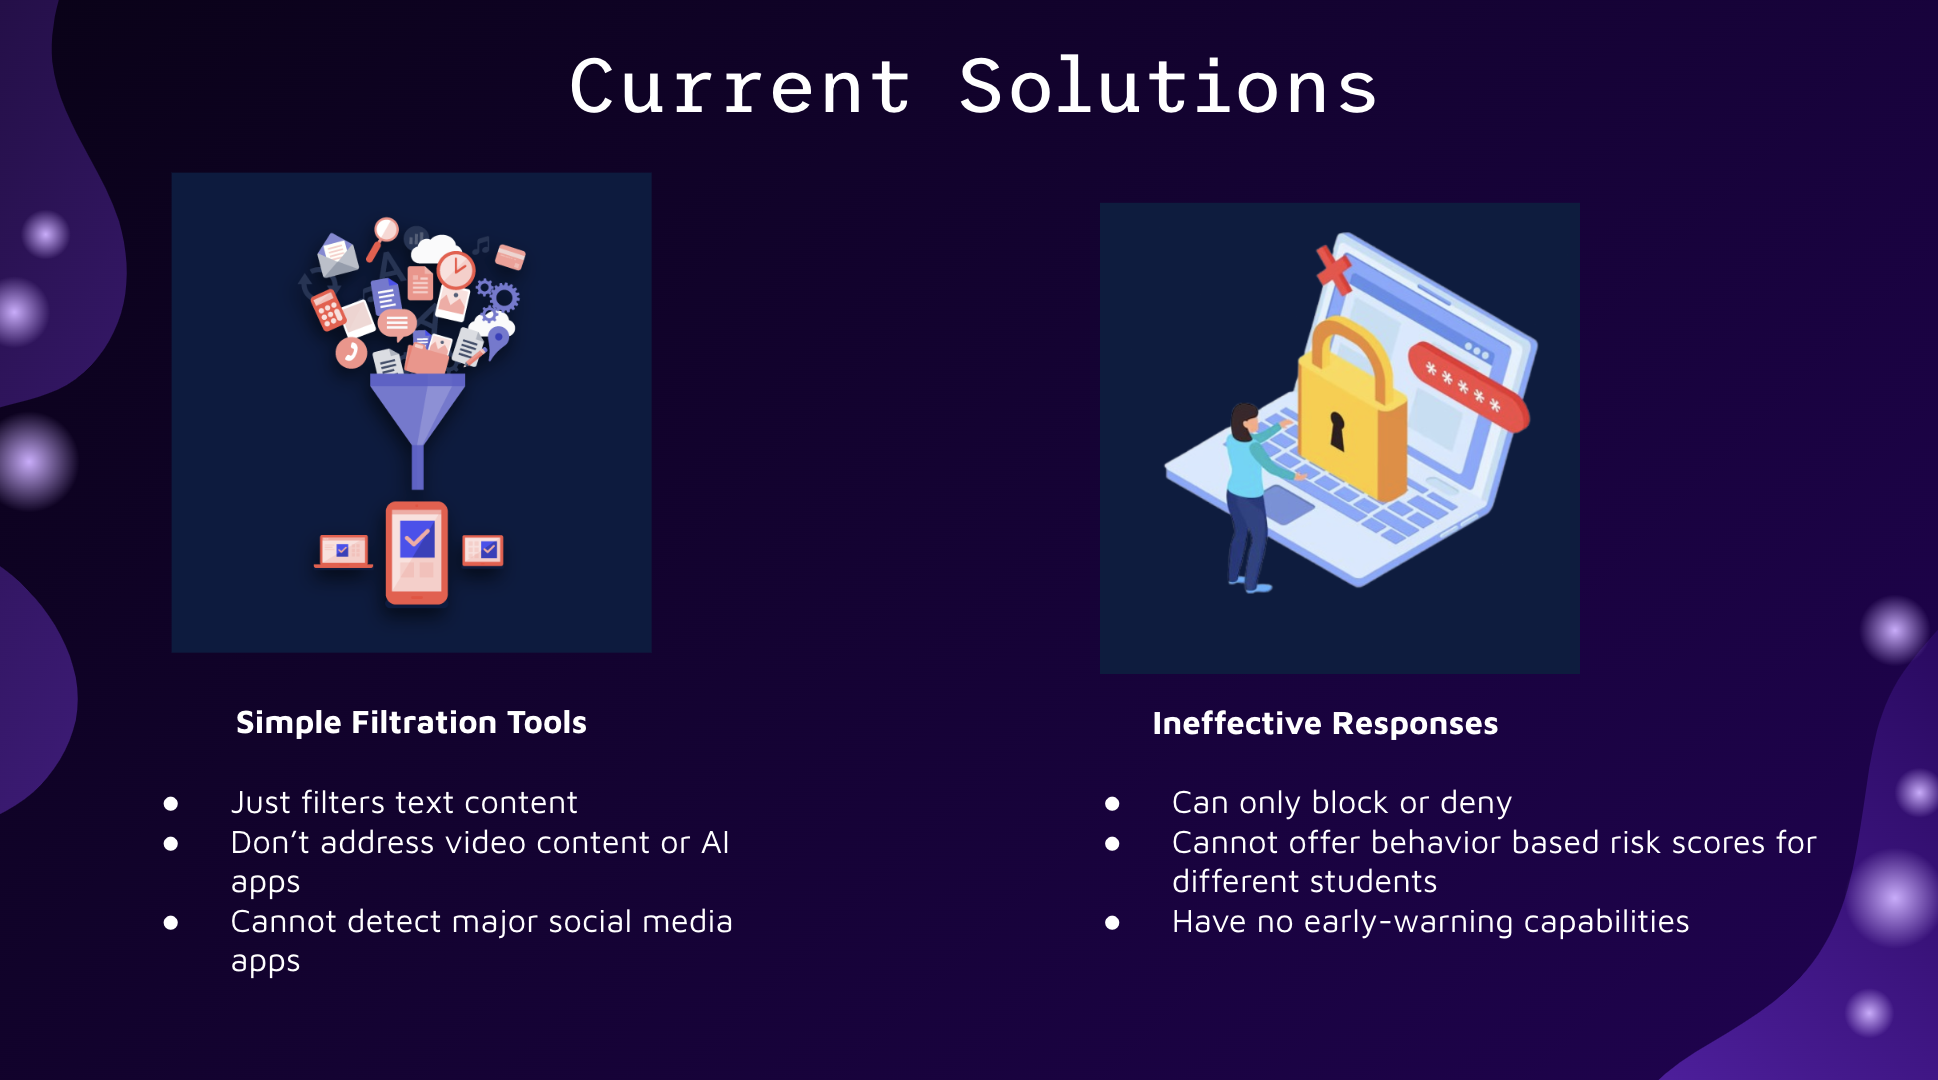 Current Solutions
Simple Filtration Tools
● Just filters text content
● Don’t address video content or AI
apps
● Cannot detect major social media
apps
Ineffective Responses
● Can only block or deny
● Cannot offer behavior based risk scores for
different students
● Have no early-warning capabilities